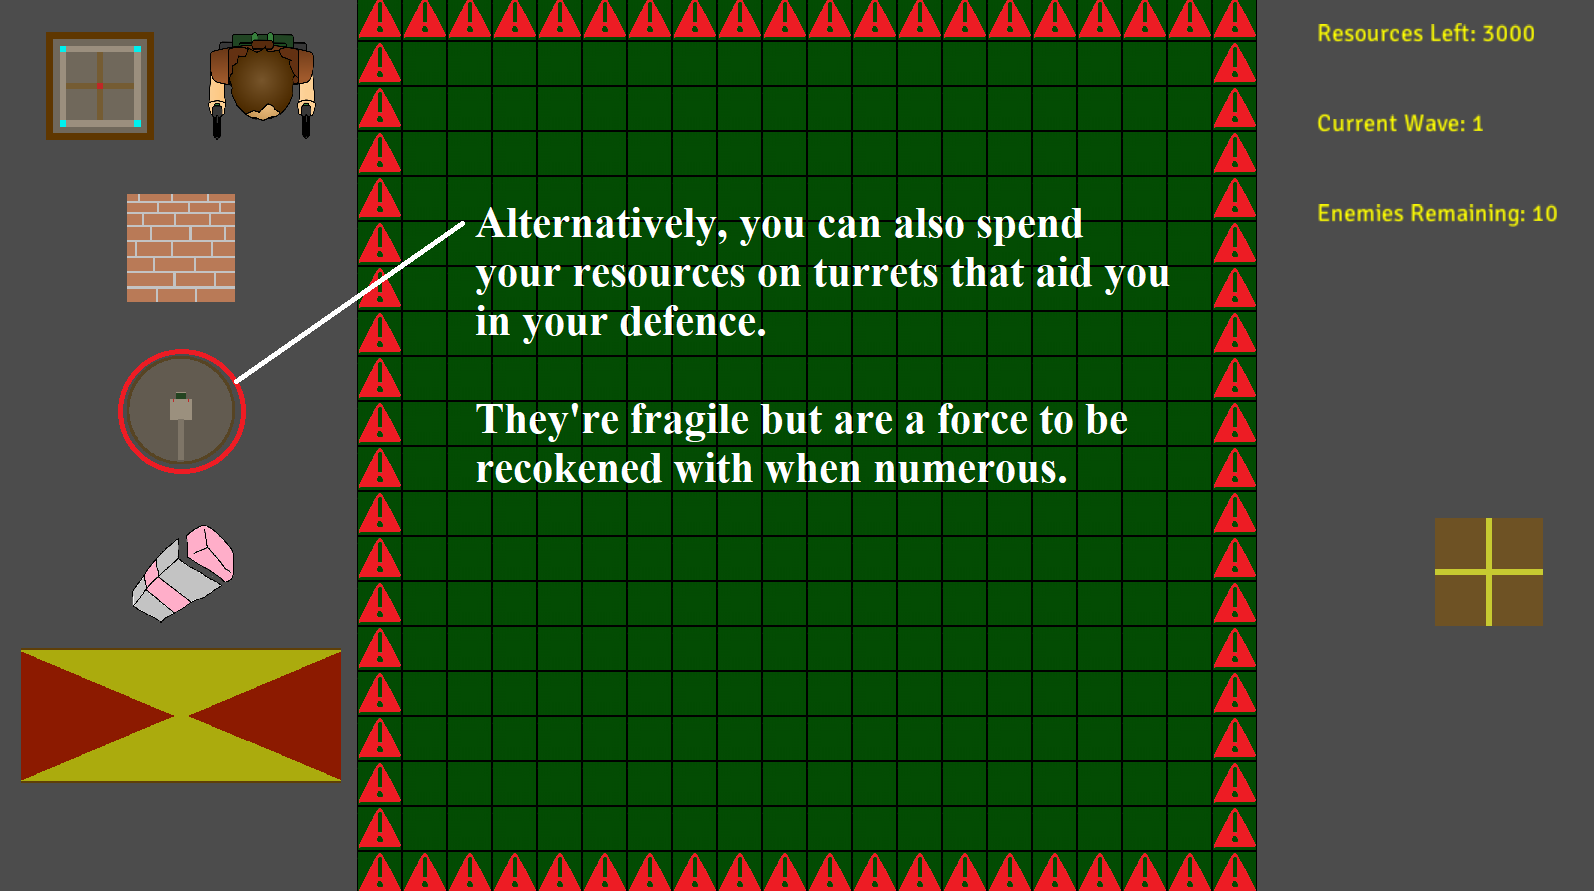 Resources Left: 3000
Current Wave: 1
Enemies Remaining: 10
Alternatively, you can also spend
your resources on turrets that aid you
in your defence.
They're fragile but are a force to be
recokened with when numerous.